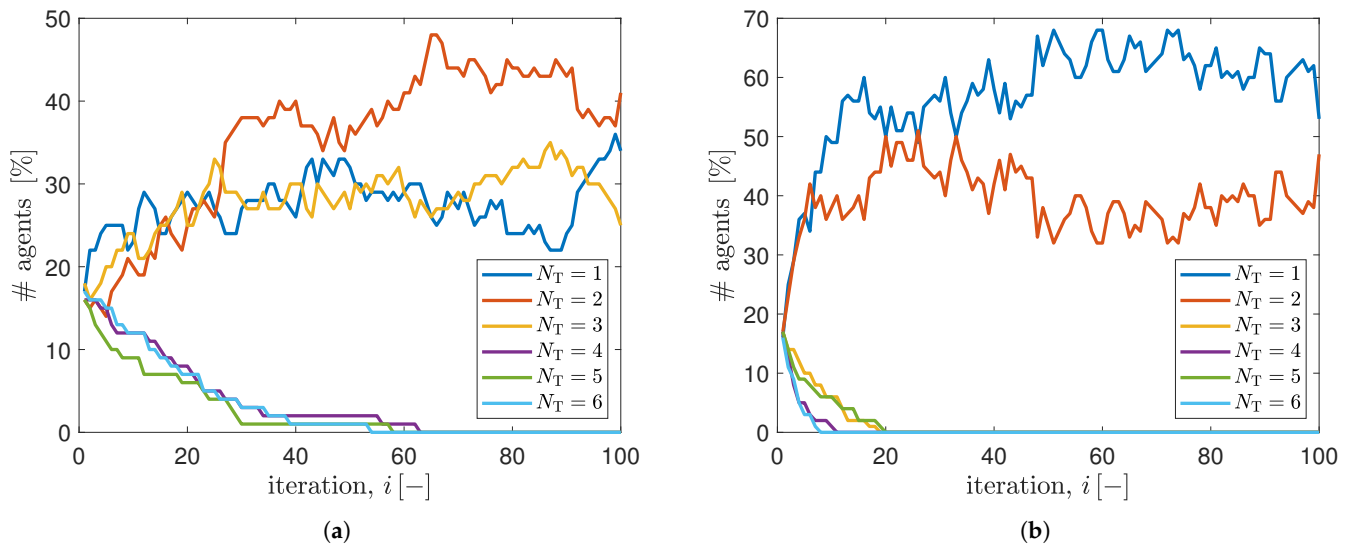 50
40
30
20
10
0
# agents [%]
N_T = 1
N_T = 2
N_T = 3
N_T = 4
N_T = 5
N_T = 6
0 20 40 60 80 100
iteration, i [−]
(a)
70
60
50
40
30
20
10
0
# agents [%]
N_T = 1
N_T = 2
N_T = 3
N_T = 4
N_T = 5
N_T = 6
0 20 40 60 80 100
iteration, i [−]
(b)